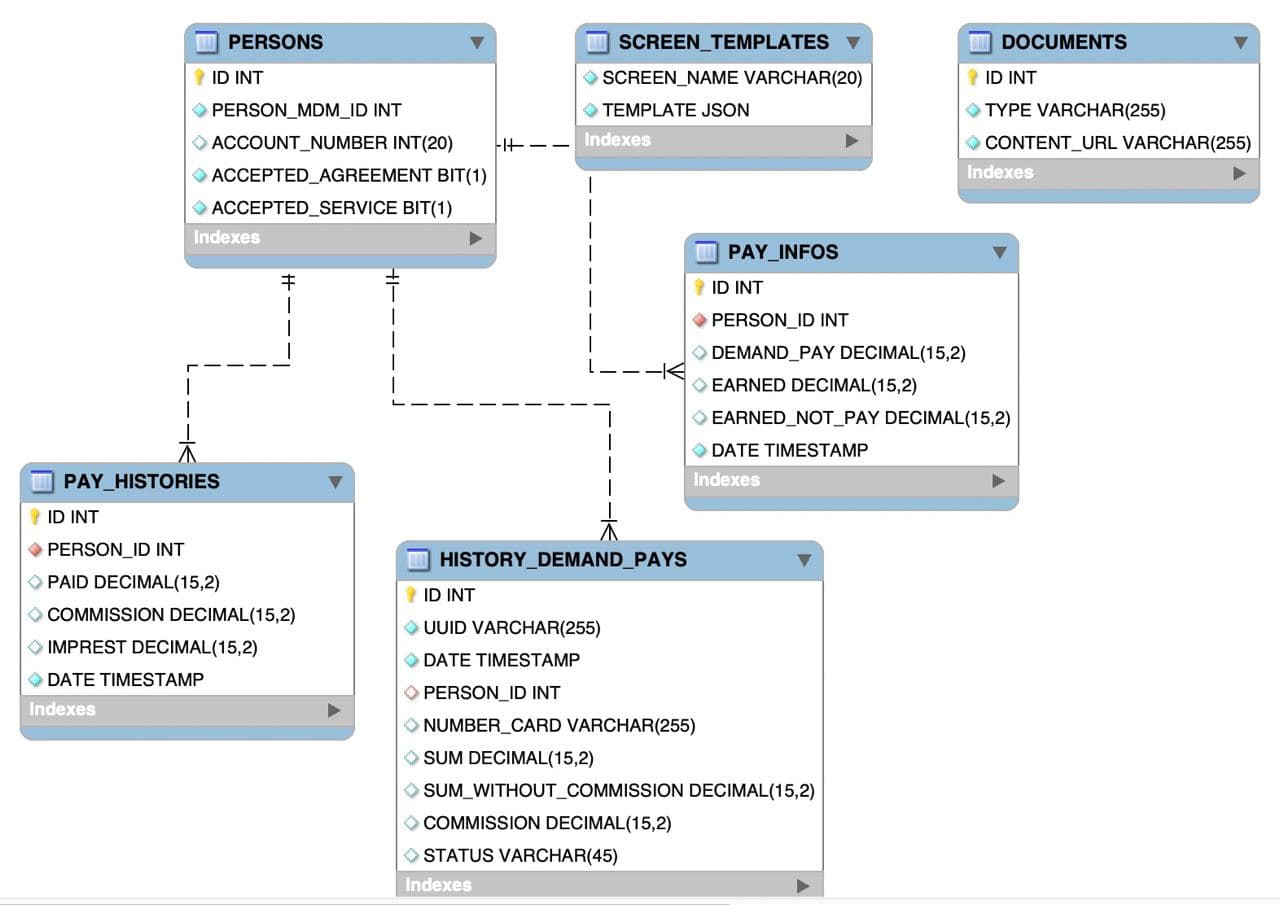 PERSONS
ID INT
PERSON_MDM_ID INT
ACCOUNT_NUMBER INT(20)
ACCEPTED_AGREEMENT BIT(1)
ACCEPTED_SERVICE BIT(1)
Indexes
SCREEN_TEMPLATES
SCREEN_NAME VARCHAR(20)
TEMPLATE JSON
Indexes
DOCUMENTS
ID INT
TYPE VARCHAR(255)
CONTENT_URL VARCHAR(255)
Indexes
PAY_INFOS
ID INT
PERSON_ID INT
DEMAND_PAY DECIMAL(15,2)
EARNED DECIMAL(15,2)
EARNED_NOT_PAY DECIMAL(15,2)
DATE TIMESTAMP
Indexes
PAY_HISTORIES
ID INT
PERSON_ID INT
PAID DECIMAL(15,2)
COMMISSION DECIMAL(15,2)
IMPREST DECIMAL(15,2)
DATE TIMESTAMP
Indexes
HISTORY_DEMAND_PAYS
ID INT
UUID VARCHAR(255)
DATE TIMESTAMP
PERSON_ID INT
NUMBER_CARD VARCHAR(255)
SUM DECIMAL(15,2)
SUM_WITHOUT_COMMISSION DECIMAL(15,2)
COMMISSION DECIMAL(15,2)
STATUS VARCHAR(45)
Indexes